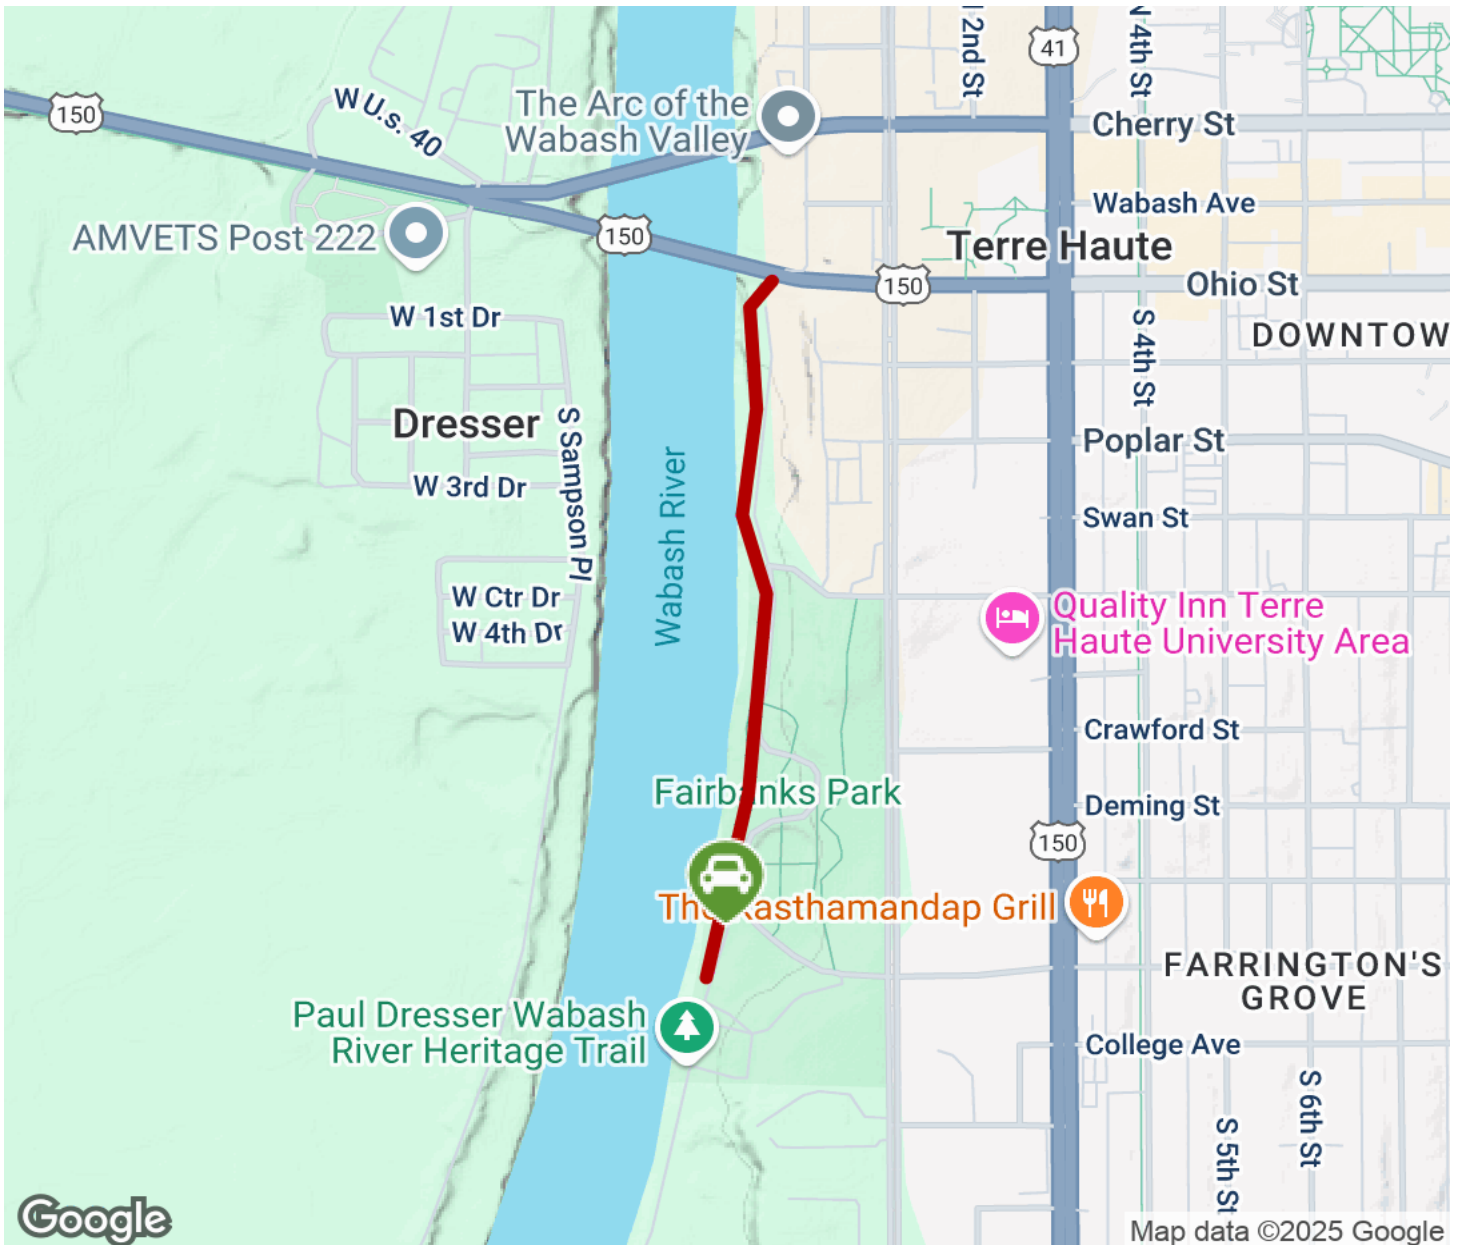 N 2nd St
41
N 4th St
150
W U.s. 40
The Arc of the
Wabash Valley
Cherry St
Wabash Ave
AMVETS Post 222
150
Terre Haute
150
Ohio St
W 1st Dr
S 4th St
DOWNTOW
Dresser
S Sampson Pl
Poplar St
W 3rd Dr
Wabash River
Swan St
W Ctr Dr
W 4th Dr
Quality Inn Terre
Haute University Area
Crawford St
Fairbanks Park
Deming St
150
The Kasthamandap Grill
FARRINGTON'S
GROVE
Paul Dresser Wabash
River Heritage Trail
College Ave
S 6th St
S 5th St
Google
Map data ©2025 Google